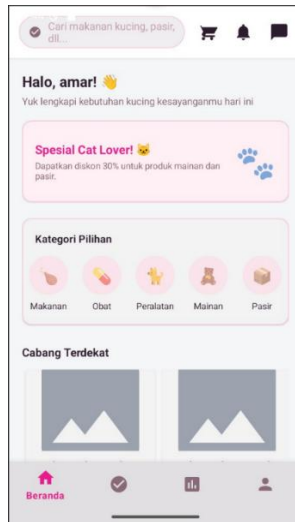 Cari makanan kucing, pasir,
dll...
Halo, amar! 👋
Yuk lengkapi kebutuhan kucing kesayanganmu hari ini
Spesial Cat Lover! 🐱
Dapatkan diskon 30% untuk produk mainan dan
pasir.
Kategori Pilihan
Makanan Obat Peralatan Mainan Pasir
Cabang Terdekat
Beranda